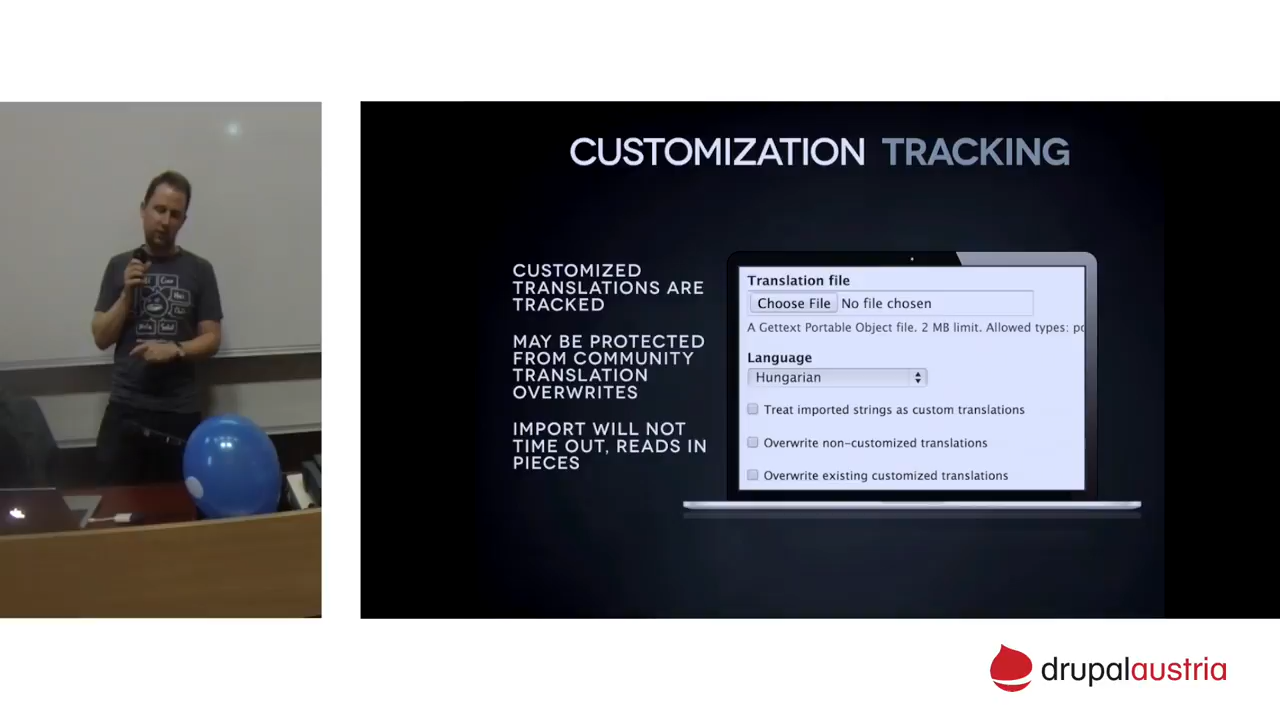 CUSTOMIZATION TRACKING
CUSTOMIZED
TRANSLATIONS ARE
TRACKED
MAY BE PROTECTED
FROM COMMUNITY
TRANSLATION
OVERWRITES
IMPORT WILL NOT
TIME OUT, READS IN
PIECES
Translation file
Choose File No file chosen
A Gettext Portable Object file. 2 MB limit. Allowed types:
Language
Hungarian
Treat imported strings as custom translations
Overwrite non-customized translations
Overwrite existing customized translations
drupalaustria